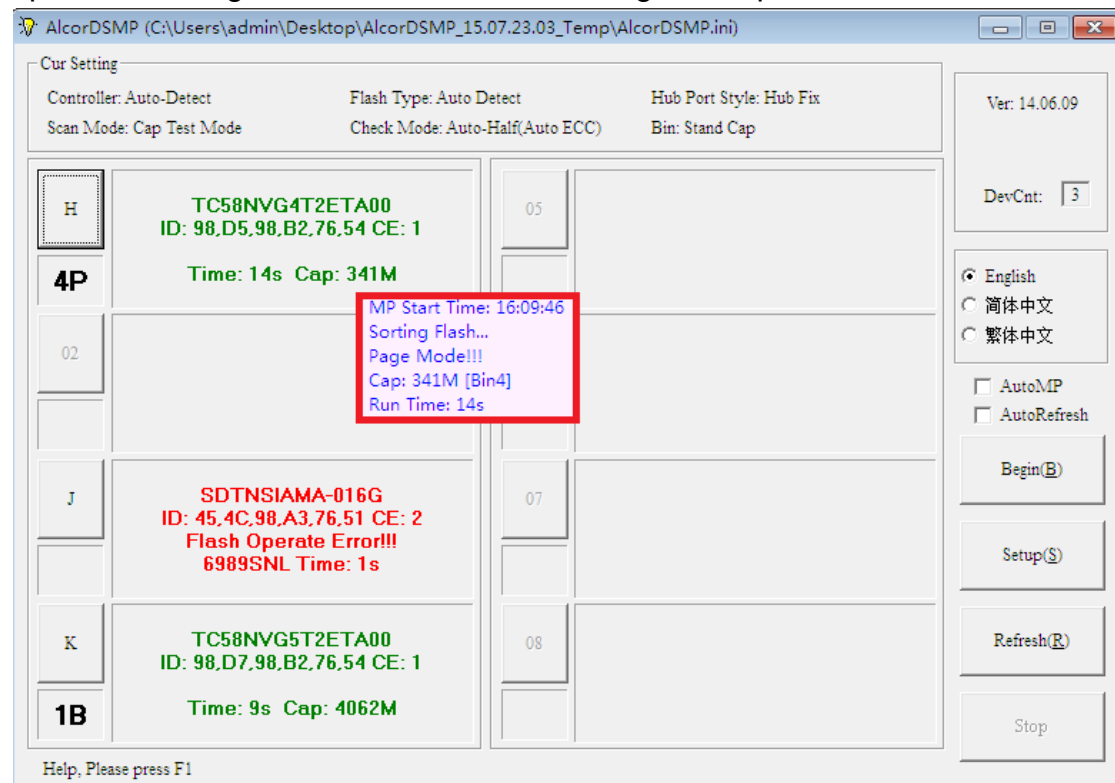 AlcorDSMP (C:\Users\admin\Desktop\AlcorDSMP_15.07.23.03_Temp\AlcorDSMP.ini)
Cur Setting
Controller: Auto-Detect Flash Type: Auto Detect Hub Port Style: Hub Fix
Scan Mode: Cap Test Mode Check Mode: Auto-Half(Auto ECC) Bin: Stand Cap
Ver: 14.06.09
DevCnt: 3
H
TC58NVG4T2ETA00
ID: 98,D5,98,B2,76,54 CE: 1
4P
Time: 14s Cap: 341M
05
MP Start Time: 16:09:46
Sorting Flash...
Page Mode!!!
Cap: 341M [Bin4]
Run Time: 14s
02
J
SDTNSIAMA-016G
ID: 45,4C,98,A3,76,51 CE: 2
Flash Operate Error!!!
6989SNL Time: 1s
07
K
TC58NVG5T2ETA00
ID: 98,D7,98,B2,76,54 CE: 1
1B
Time: 9s Cap: 4062M
08
English
简体中文
繁体中文
AutoMP
AutoRefresh
Begin(B)
Setup(S)
Refresh(R)
Stop
Help, Please press F1